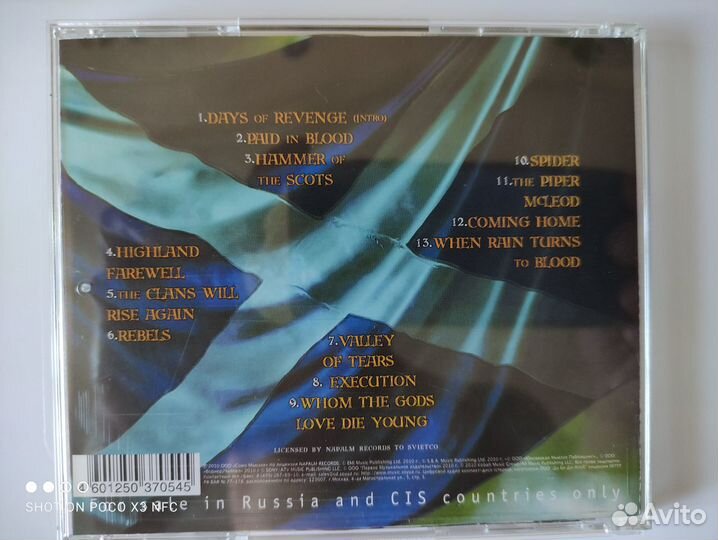 1.DAYS OF REVENGE (INTRO)
2.PAID IN BLOOD
3.HAMMER OF
THE SCOTS
4.HIGHLAND
FAREWELL
5.THE CLANS WILL
RISE AGAIN
6.REBELS
7.VALLEY
OF TEARS
8. EXECUTION
9.WHOM THE GODS
LOVE DIE YOUNG
10.SPIDER
11.THE PIPER
MCLEOD
12.COMING HOME
13.WHEN RAIN TURNS
TO BLOOD
LICENSED BY NAPALM RECORDS TO SVIETCO
601250 370545
in Russia and CIS countries only
SHOT ON POCO X3 NFC
Avito